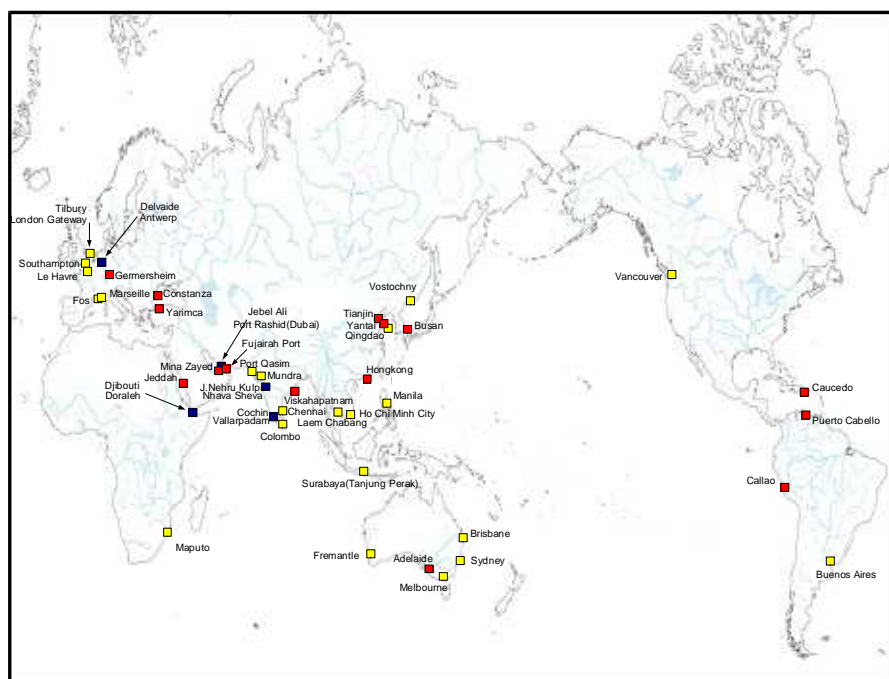 Tilbury
London Gateway
Delvaide
Antwerp
Southampton
Le Havre
Germersheim
Vostochny
Vancouver
Fos
Marseille
Constanza
Yarimca
Jebel Ali
Port Rashid(Dubai)
Fujairah Port
Tianjin
Yantai
Qingdao
Busan
Mina Zayed
Port Qasim
Mundra
Jeddah
J.Nehru Kulp
Nhava Sheva
Hongkong
Djibouti
Doraleh
Viskahapatnam
Manila
Caucedo
Cochin
Chennai
Vallarpadam
Laem Chabang
Ho Chi Minh City
Puerto Cabello
Colombo
Surabaya(Tanjung Perak)
Callao
Maputo
Fremantle
Adelaide
Brisbane
Sydney
Melbourne
Buenos Aires